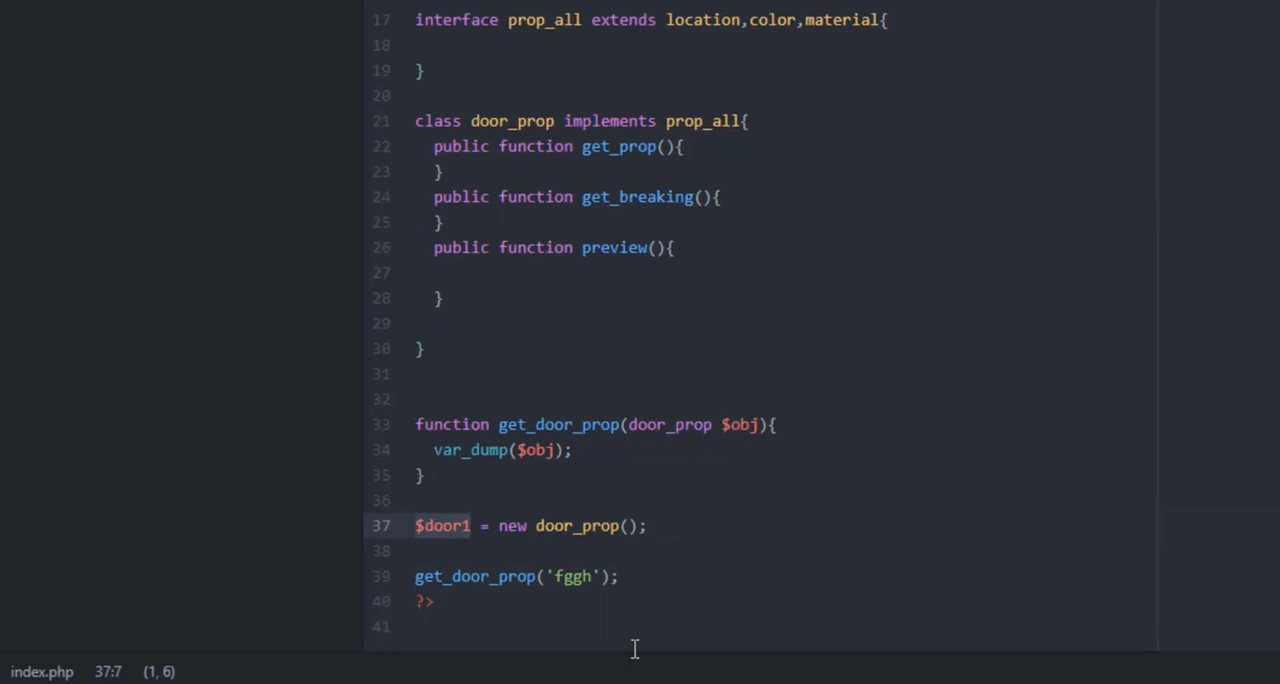 17 interface prop_all extends location,color,material{
18
19 }
20
21 class door_prop implements prop_all{
22 public function get_prop(){
23 }
24 public function get_breaking(){
25 }
26 public function preview(){
27
28 }
29
30 }
31
32
33 function get_door_prop(door_prop $obj){
34 var_dump($obj);
35 }
36
37 $door1 = new door_prop();
38
39 get_door_prop('fggh');
40 ?>
41
index.php 37:7 (1, 6)